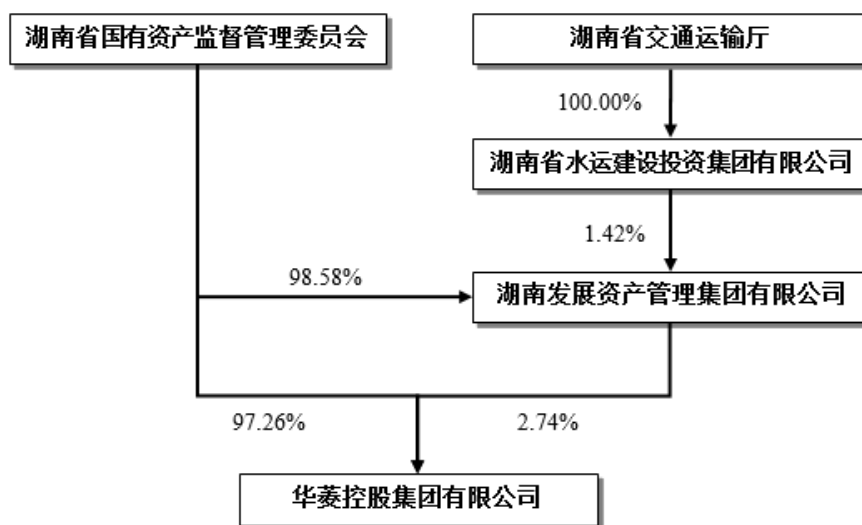 湖南省国有资产监督管理委员会
湖南省交通运输厅
100.00%
湖南省水运建设投资集团有限公司
1.42%
98.58%
湖南发展资产管理集团有限公司
97.26%
2.74%
华菱控股集团有限公司